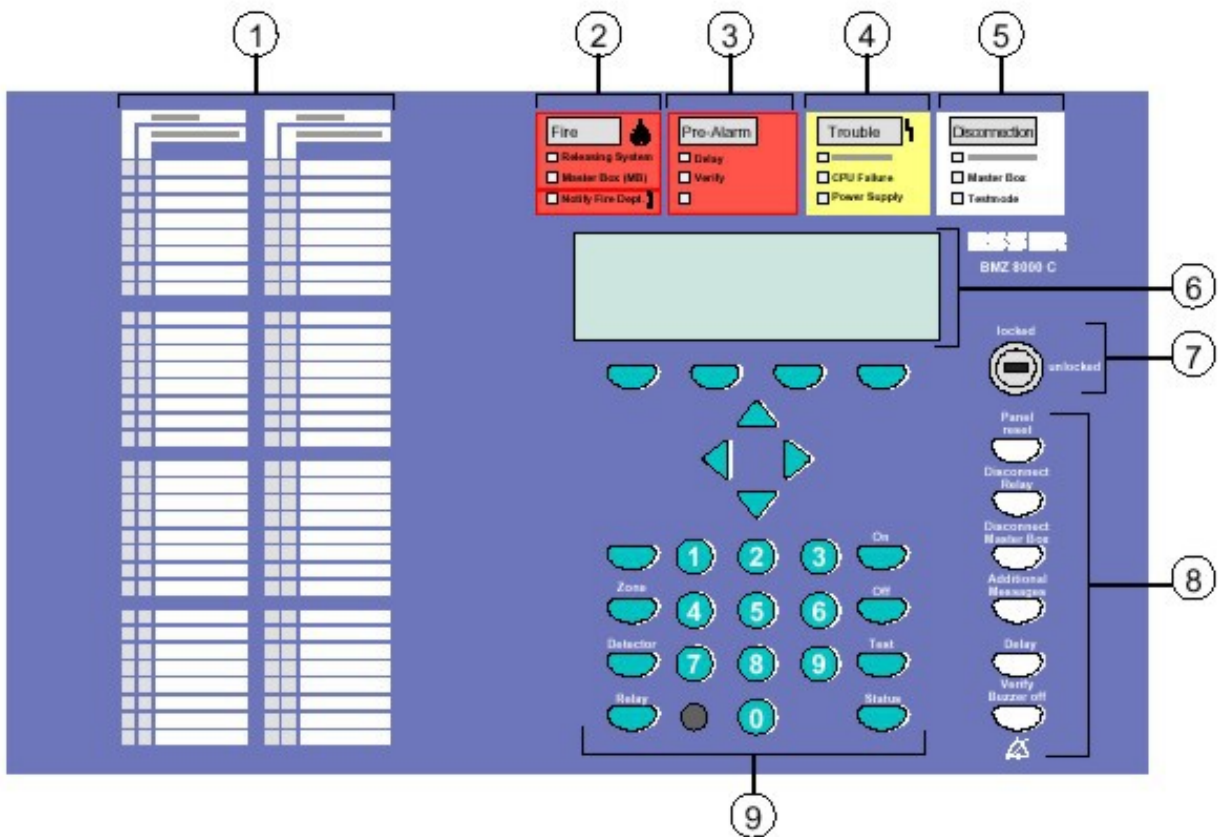 1
2
3
4
5
Fire
Releasing System
Master Box (MB)
Notify Fire Dept.
Pre-Alarm
Delay
Verify
Trouble
CPU Failure
Power Supply
Disconnection
Master Box
Testmode
BMZ 8000 C
6
locked
unlocked
7
Panel
reset
Disconnect
Relay
Disconnect
Master Box
Additional
Messages
Delay
Verify
Buzzer off
8
1 2 3 On
Zone
4 5 6 Off
Detector
7 8 9 Test
Relay
0 Status
9